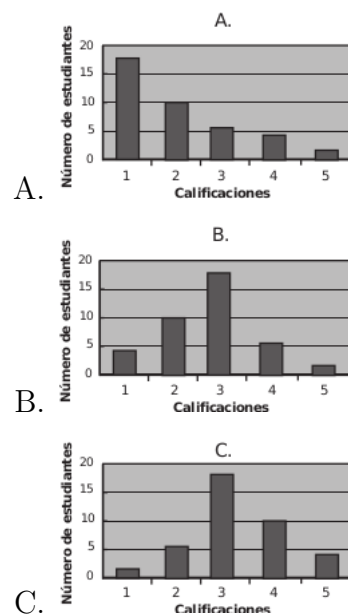 A.
A.
Número de estudiantes
20
15
10
5
0
1 2 3 4 5
Calificaciones
B.
B.
Número de estudiantes
20
15
10
5
0
1 2 3 4 5
Calificaciones
C.
C.
Número de estudiantes
20
15
10
5
0
1 2 3 4 5
Calificaciones